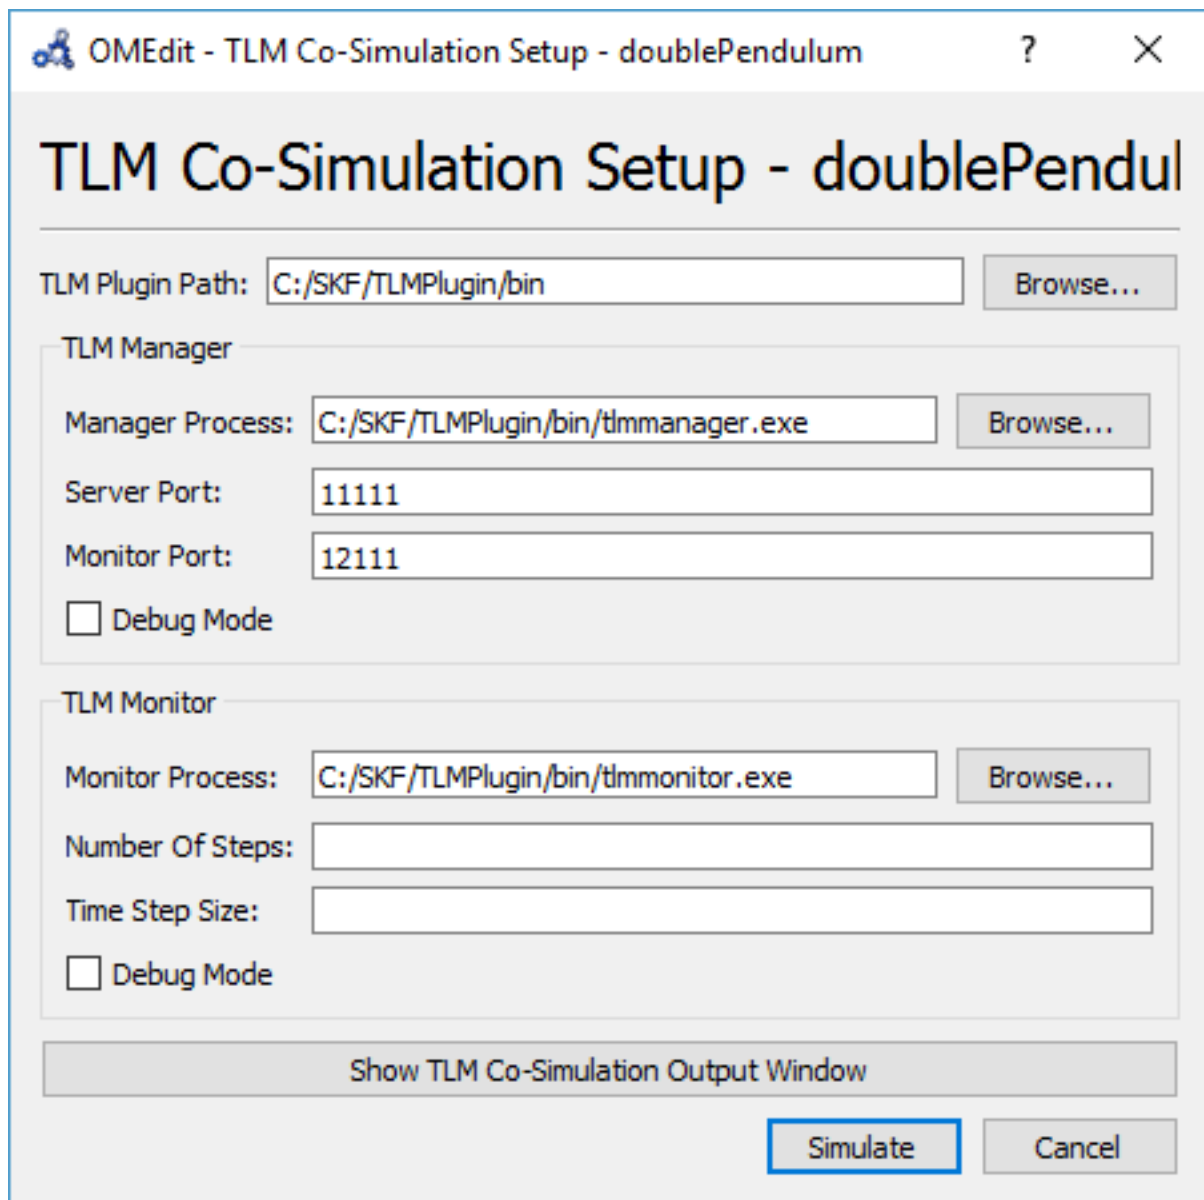 OMEdit - TLM Co-Simulation Setup - doublePendulum ?
TLM Co-Simulation Setup - doublePendul
TLM Plugin Path: C:/SKF/TLMPlugin/bin Browse...
TLM Manager
Manager Process: C:/SKF/TLMPlugin/bin/tlmmanager.exe Browse...
Server Port: 11111
Monitor Port: 12111
Debug Mode
TLM Monitor
Monitor Process: C:/SKF/TLMPlugin/bin/tlmmonitor.exe Browse...
Number Of Steps:
Time Step Size:
Debug Mode
Show TLM Co-Simulation Output Window
Simulate Cancel